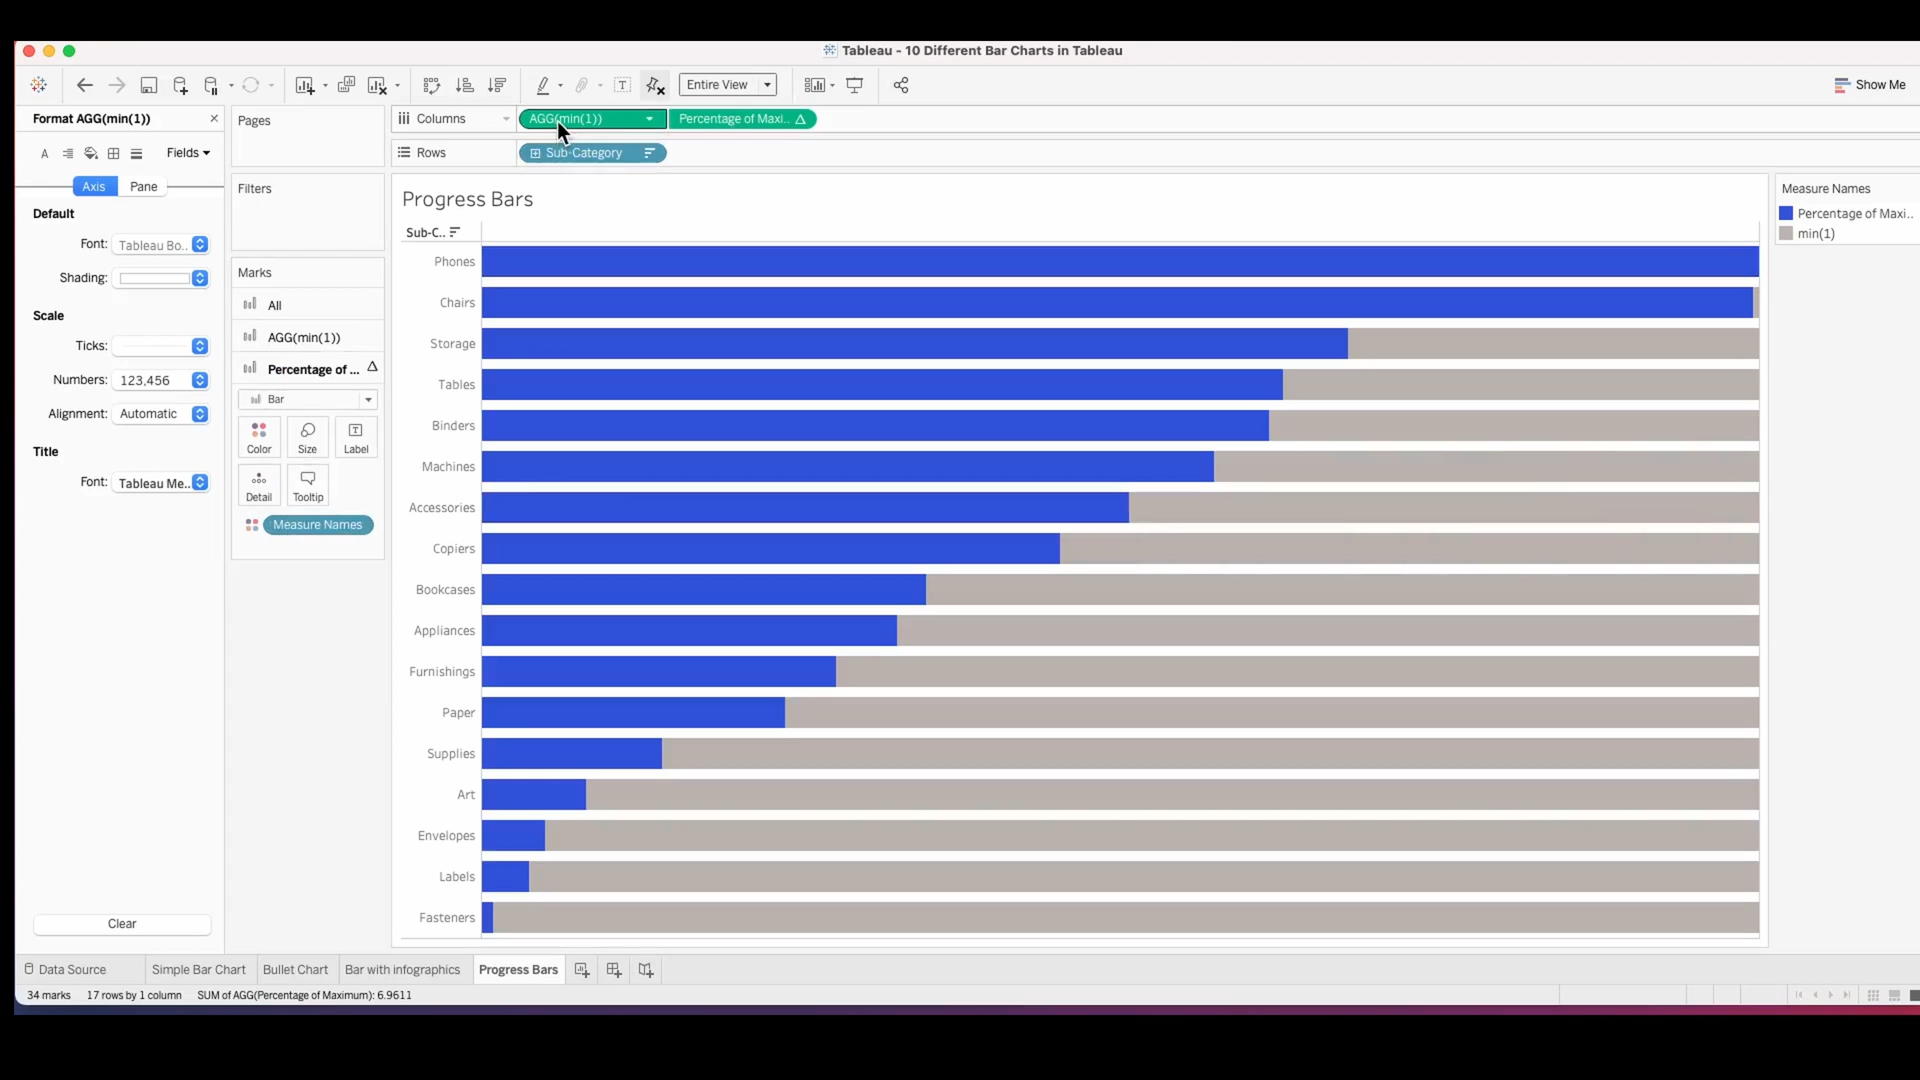 Tableau - 10 Different Bar Charts in Tableau
Entire View
Show Me
Format AGG(min(1))
Fields
Axis
Pane
Default
Font: Tableau Bo..
Shading:
Scale
Ticks:
Numbers: 123,456
Alignment: Automatic
Title
Font: Tableau Me..
Clear
Pages
Filters
Marks
All
AGG(min(1))
Percentage of ...
Bar
Color
Size
Label
Detail
Tooltip
Measure Names
Columns
AGG(min(1))
Percentage of Maxi..
Rows
Sub-Category
Progress Bars
Sub-C..
Phones
Chairs
Storage
Tables
Binders
Machines
Accessories
Copiers
Bookcases
Appliances
Furnishings
Paper
Supplies
Art
Envelopes
Labels
Fasteners
Measure Names
Percentage of Maxi..
min(1)
Data Source
Simple Bar Chart
Bullet Chart
Bar with infographics
Progress Bars
34 marks
17 rows by 1 column
SUM of AGG(Percentage of Maximum): 6.9611